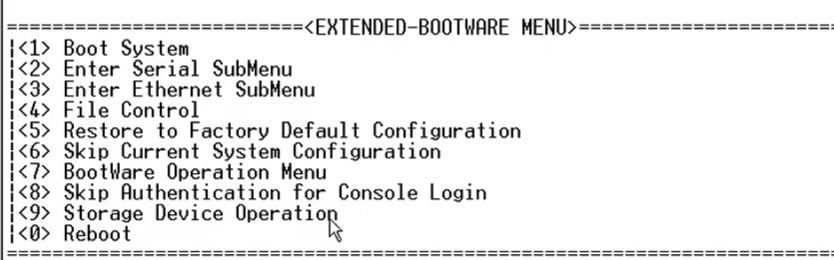 ==========================<EXTENDED-BOOTWARE MENU>==========================
|<1> Boot System
|<2> Enter Serial SubMenu
|<3> Enter Ethernet SubMenu
|<4> File Control
|<5> Restore to Factory Default Configuration
|<6> Skip Current System Configuration
|<7> BootWare Operation Menu
|<8> Skip Authentication for Console Login
|<9> Storage Device Operation
|<0> Reboot
============================================================================